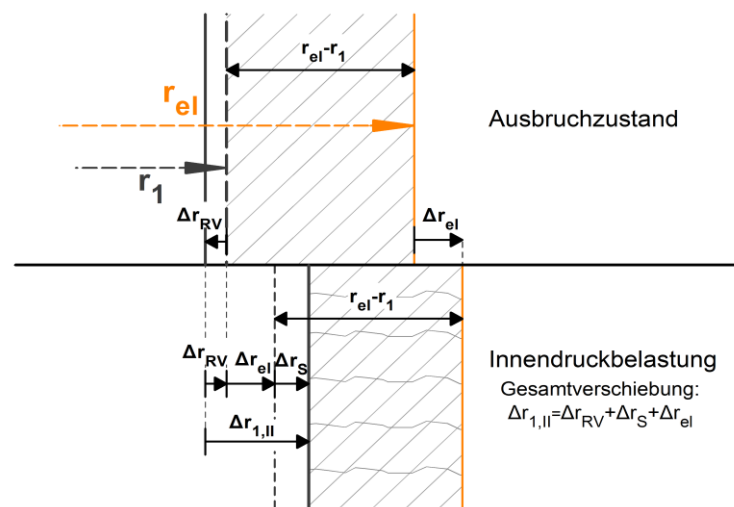 r_el-r_1
r_el
Ausbruchzustand
r_1
Δr_RV
Δr_el
r_el-r_1
Δr_RV Δr_el Δr_S
Innendruckbelastung
Gesamtverschiebung:
Δr_1,II
Δr_1,II=Δr_RV+Δr_S+Δr_el